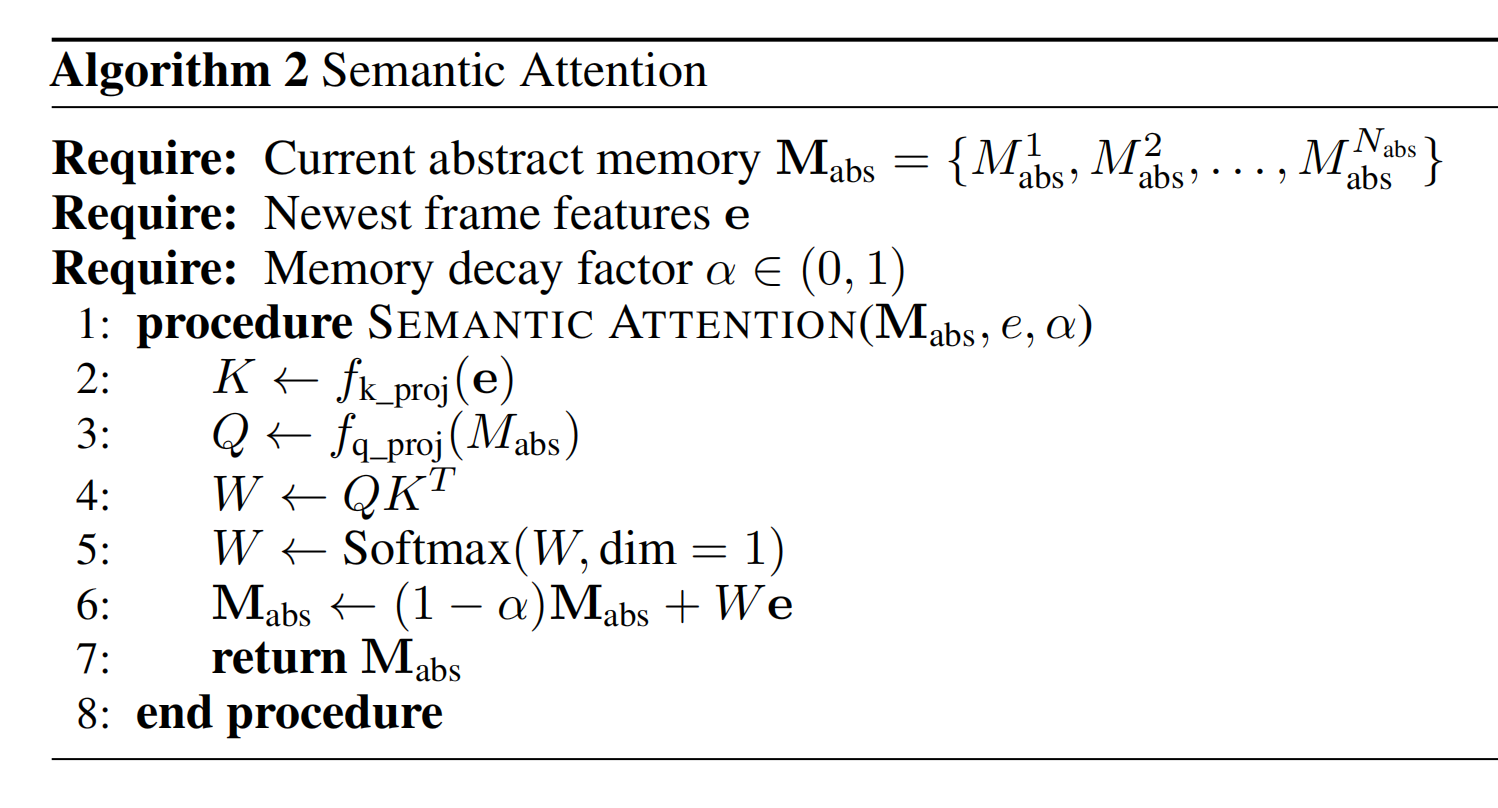 Algorithm 2 Semantic Attention
Require: Current abstract memory $\mathbf{M}_{\text{abs}} = \{M^{1}_{\text{abs}}, M^{2}_{\text{abs}}, \ldots, M^{N_{\text{abs}}}_{\text{abs}}\}$
Require: Newest frame features $\mathbf{e}$
Require: Memory decay factor $\alpha \in (0, 1)$
1: procedure SEMANTIC ATTENTION($\mathbf{M}_{\text{abs}}, e, \alpha$)
2: $K \leftarrow f_{\text{k\_proj}}(\mathbf{e})$
3: $Q \leftarrow f_{\text{q\_proj}}(M_{\text{abs}})$
4: $W \leftarrow QK^{T}$
5: $W \leftarrow \text{Softmax}(W, \text{dim} = 1)$
6: $\mathbf{M}_{\text{abs}} \leftarrow (1 - \alpha)\mathbf{M}_{\text{abs}} + W\mathbf{e}$
7: return $\mathbf{M}_{\text{abs}}$
8: end procedure